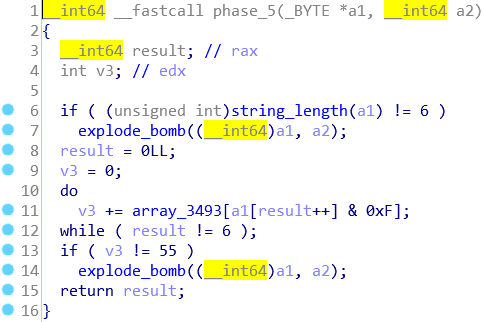 1 __int64 __fastcall phase_5(_BYTE *a1, __int64 a2)
2 {
3 __int64 result; // rax
4 int v3; // edx
5
6 if ( (unsigned int)string_length(a1) != 6 )
7 explode_bomb((__int64)a1, a2);
8 result = 0LL;
9 v3 = 0;
10 do
11 v3 += array_3493[a1[result++] & 0xF];
12 while ( result != 6 );
13 if ( v3 != 55 )
14 explode_bomb((__int64)a1, a2);
15 return result;
16 }